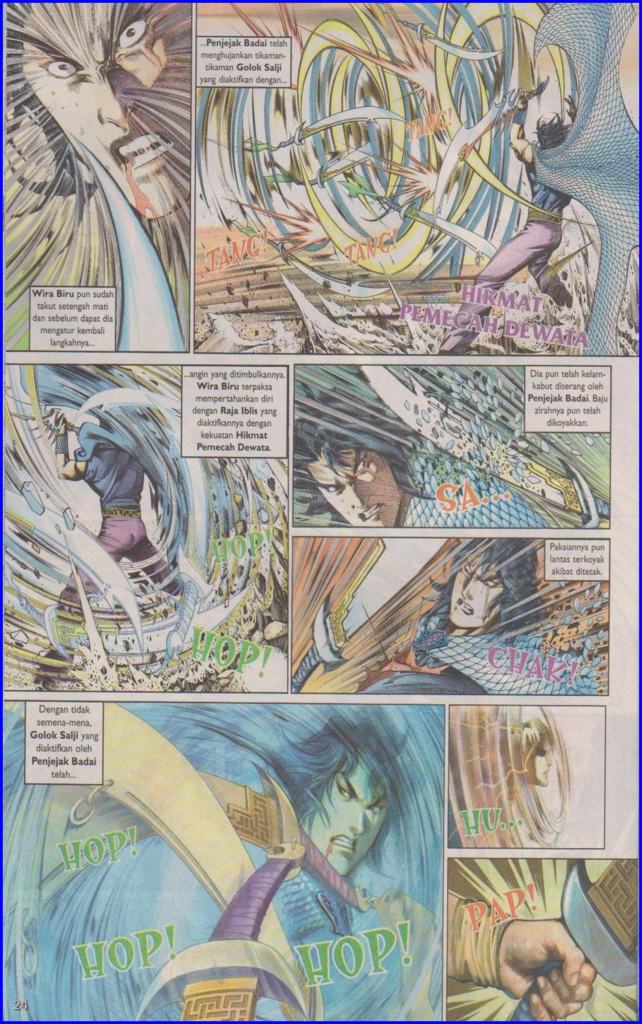 Wira Biru pun sudah
takut setengah mati
dan sebelum dapat dia
mengatur kembali
langkahnya...
...Penjejak Badai telah
menghujankan tikaman-
tikaman Golok Salji
yang diaktifkan dengan...
TANG!
TANG!
TANG!
HIKMAT
PEMECAH DEWATA
...angin yang ditimbulkannya.
Wira Biru terpaksa
mempertahankan diri
dengan Raja Iblis yang
diaktifkannya dengan
kekuatan Hikmat
Pemecah Dewata.
HOP!
HOP!
Dia pun telah kelam-
kabut diserang oleh
Penjejak Badai. Baju
zirahnya pun telah
dikoyakkan.
SA...
Pakaiannya pun
lantas terkoyak
akibat ditetak.
CHAK!
Dengan tidak
semena-mena,
Golok Salji yang
diaktifkan oleh
Penjejak Badai
telah...
HOP!
HOP!
HOP!
HU...
PAP!
24